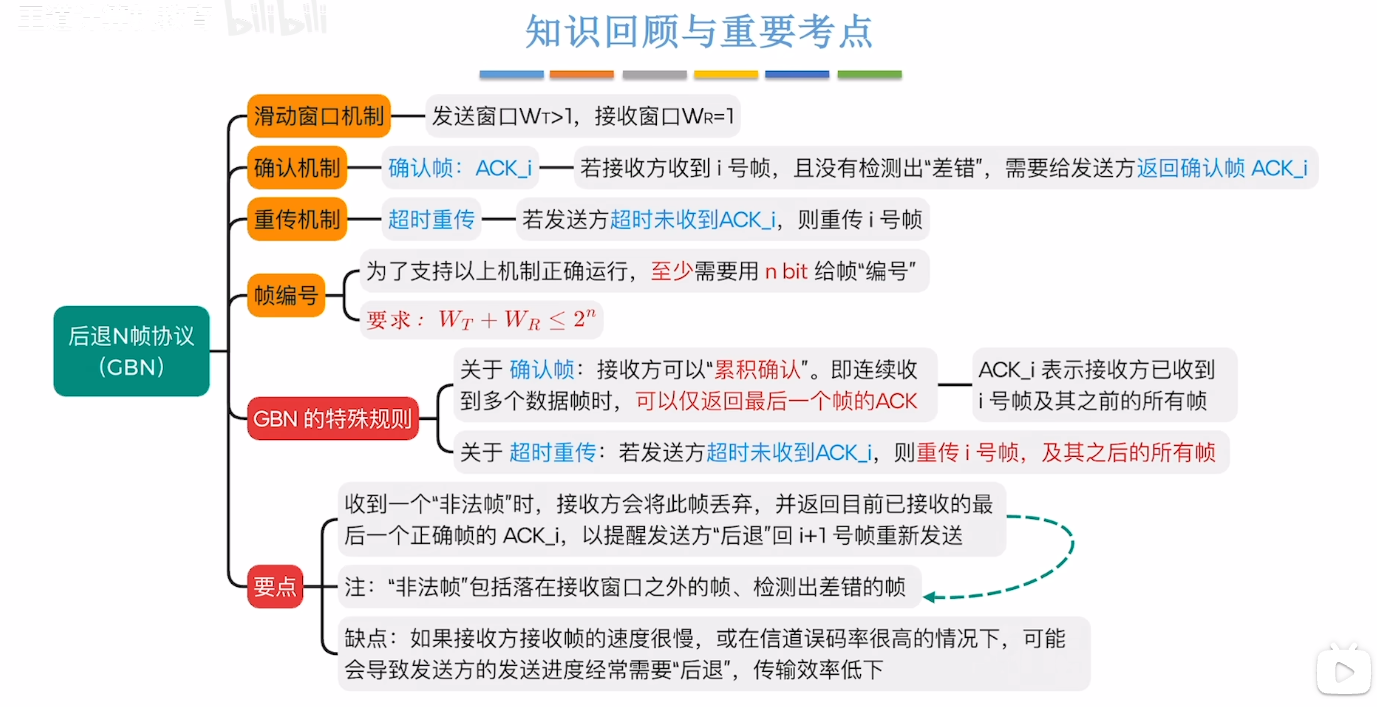 bilibili
知识回顾与重要考点
滑动窗口机制
发送窗口WT>1，接收窗口WR=1
确认机制
确认帧：ACK_i
若接收方收到 i 号帧，且没有检测出“差错”，需要给发送方返回确认帧 ACK_i
重传机制
超时重传
若发送方超时未收到ACK_i，则重传 i 号帧
帧编号
为了支持以上机制正确运行，至少需要用 n bit 给帧“编号”
要求：W_T + W_R ≤ 2^n
后退N帧协议
（GBN）
GBN 的特殊规则
关于 确认帧：接收方可以“累积确认”。即连续收
到多个数据帧时，可以仅返回最后一个帧的ACK
ACK_i 表示接收方已收到
i 号帧及其之前的所有帧
关于 超时重传：若发送方超时未收到ACK_i，则重传 i 号帧，及其之后的所有帧
要点
收到一个“非法帧”时，接收方会将此帧丢弃，并返回目前已接收的最
后一个正确帧的 ACK_i，以提醒发送方“后退”回 i+1 号帧重新发送
注：“非法帧”包括落在接收窗口之外的帧、检测出差错的帧
缺点：如果接收方接收帧的速度很慢，或在信道误码率很高的情况下，可能
会导致发送方的发送进度经常需要“后退”，传输效率低下